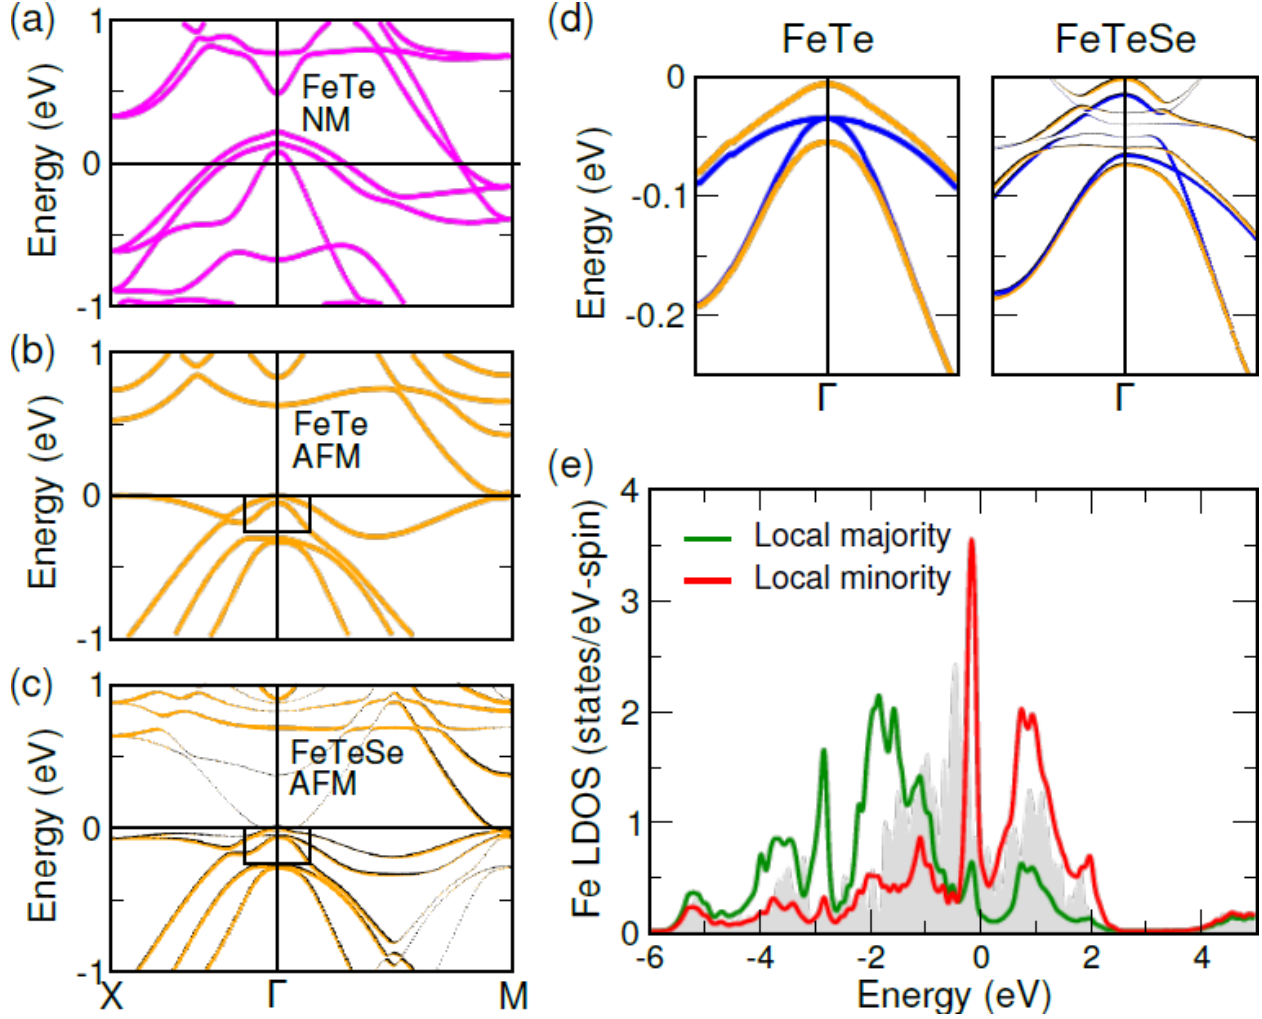 (a)
1
0
-1
Energy (eV)
FeTe
NM
(b)
1
0
-1
Energy (eV)
FeTe
AFM
(c)
1
0
-1
Energy (eV)
FeTeSe
AFM
X Γ M
(d)
FeTe FeTeSe
0
-0.1
-0.2
Energy (eV)
Γ Γ
(e)
4
3
2
1
0
Fe LDOS (states/eV-spin)
Local majority
Local minority
-6 -4 -2 0 2 4
Energy (eV)